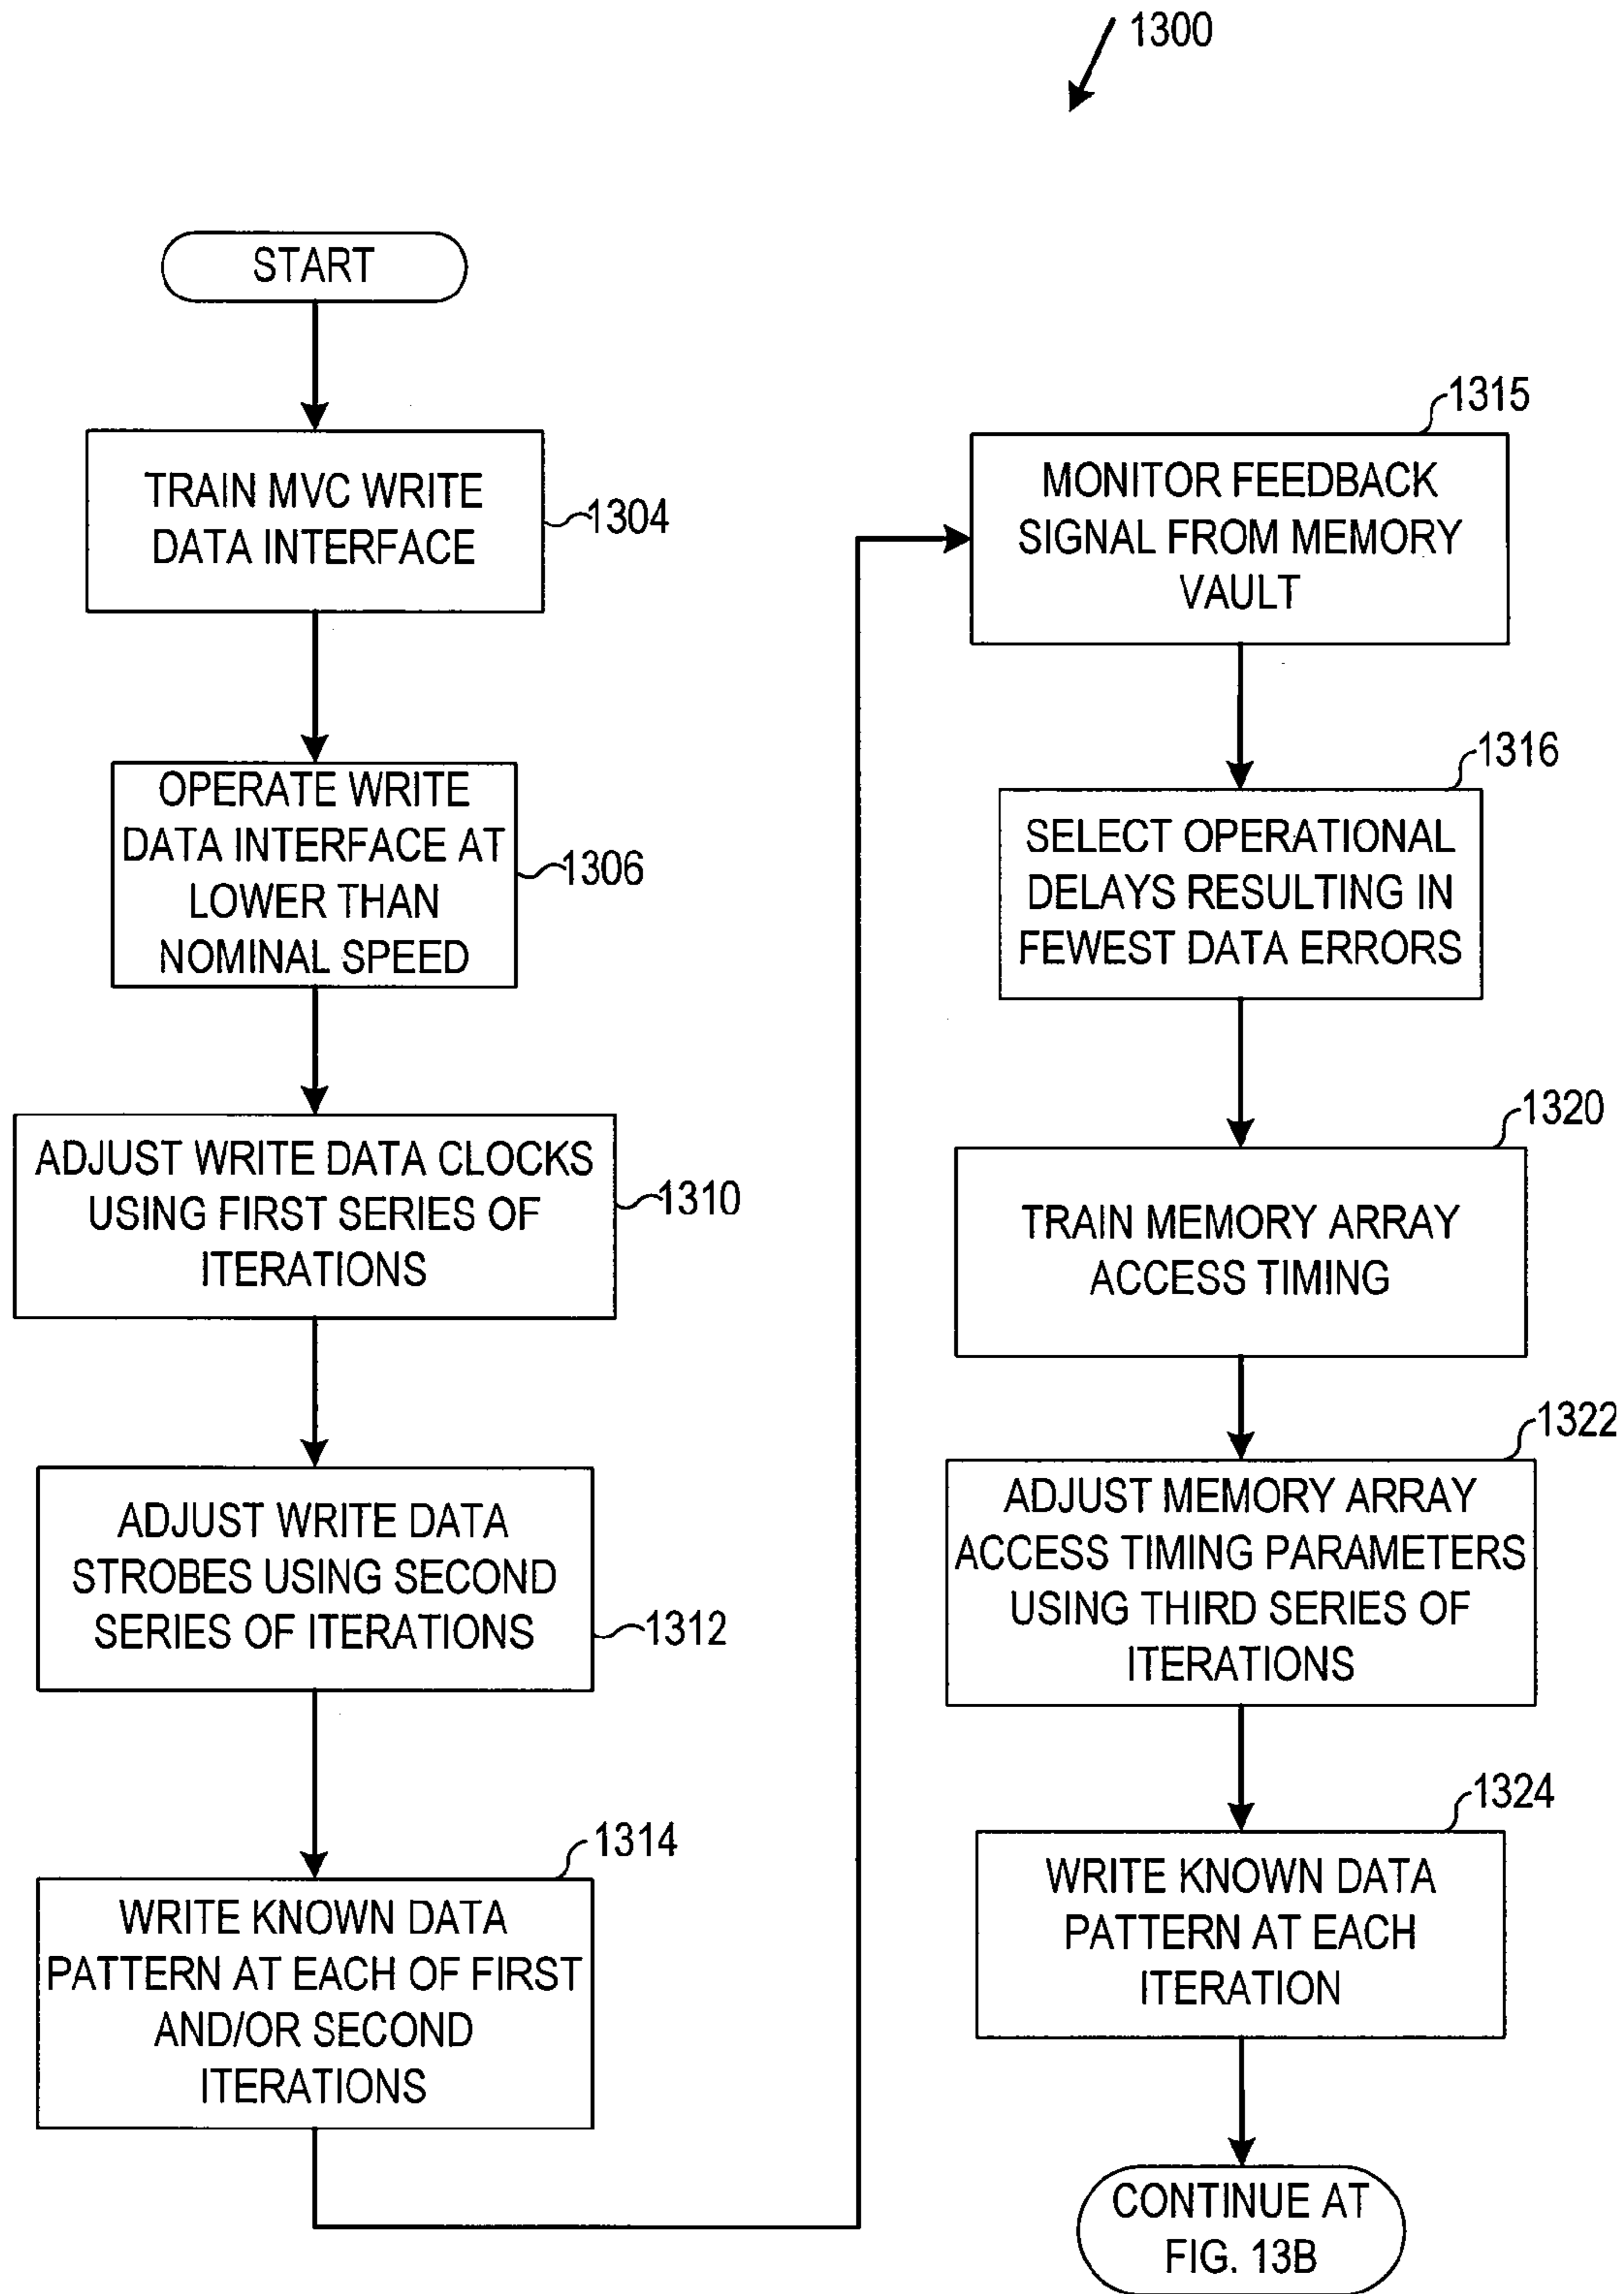 1300
START
TRAIN MVC WRITE
DATA INTERFACE
1304
OPERATE WRITE
DATA INTERFACE AT
LOWER THAN
NOMINAL SPEED
1306
ADJUST WRITE DATA CLOCKS
USING FIRST SERIES OF
ITERATIONS
1310
ADJUST WRITE DATA
STROBES USING SECOND
SERIES OF ITERATIONS
1312
1314
WRITE KNOWN DATA
PATTERN AT EACH OF FIRST
AND/OR SECOND
ITERATIONS
1315
MONITOR FEEDBACK
SIGNAL FROM MEMORY
VAULT
1316
SELECT OPERATIONAL
DELAYS RESULTING IN
FEWEST DATA ERRORS
1320
TRAIN MEMORY ARRAY
ACCESS TIMING
1322
ADJUST MEMORY ARRAY
ACCESS TIMING PARAMETERS
USING THIRD SERIES OF
ITERATIONS
1324
WRITE KNOWN DATA
PATTERN AT EACH
ITERATION
CONTINUE AT
FIG. 13B